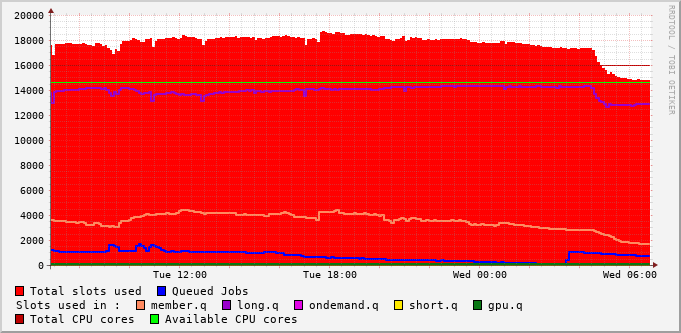 20000
18000
16000
14000
12000
10000
8000
6000
4000
2000
0
Tue 12:00 Tue 18:00 Wed 00:00 Wed 06:00
RRDTOOL / TOBI OETIKER
Total slots used Queued Jobs
Slots used in : member.q long.q ondemand.q short.q gpu.q
Total CPU cores Available CPU cores